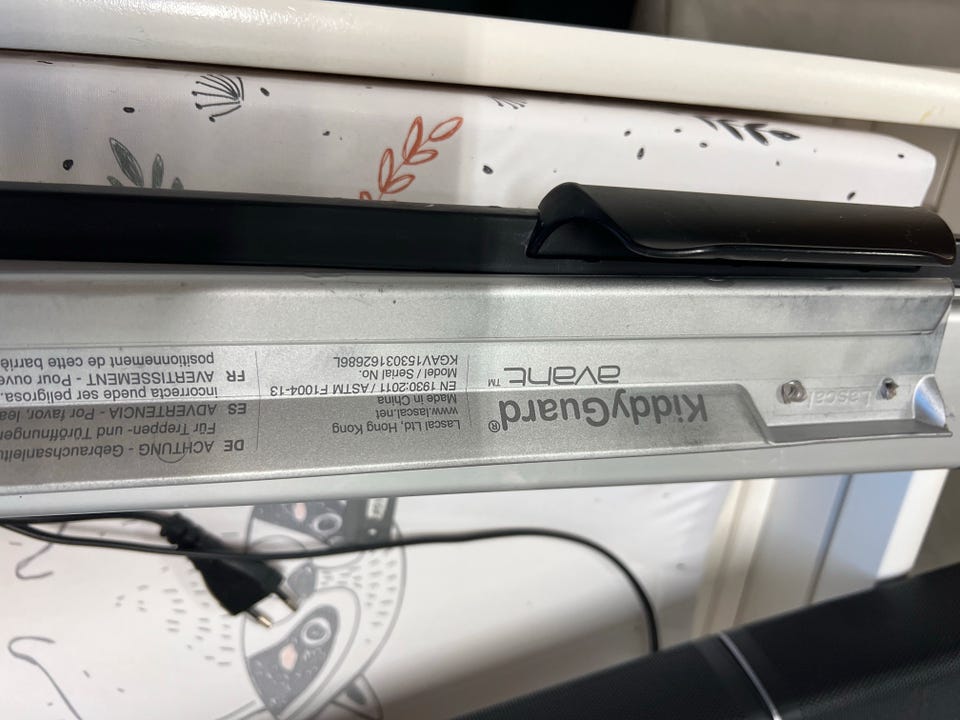 KiddyGuard®
avant™
Lascal Ltd, Hong Kong
www.lascal.net
Made in China
EN 1930:2011 / ASTM F1004-13
Model / Serial No.
KGAV15303162686L
DE ACHTUNG - Gebrauchsanleitu
Für Treppen- und Türöffnungen
ES ADVERTENCIA - Por favor, lea
incorrecta puede ser peligrosa.
FR AVERTISSEMENT - Pour ouve
positionnement de cette barriè
Lascal